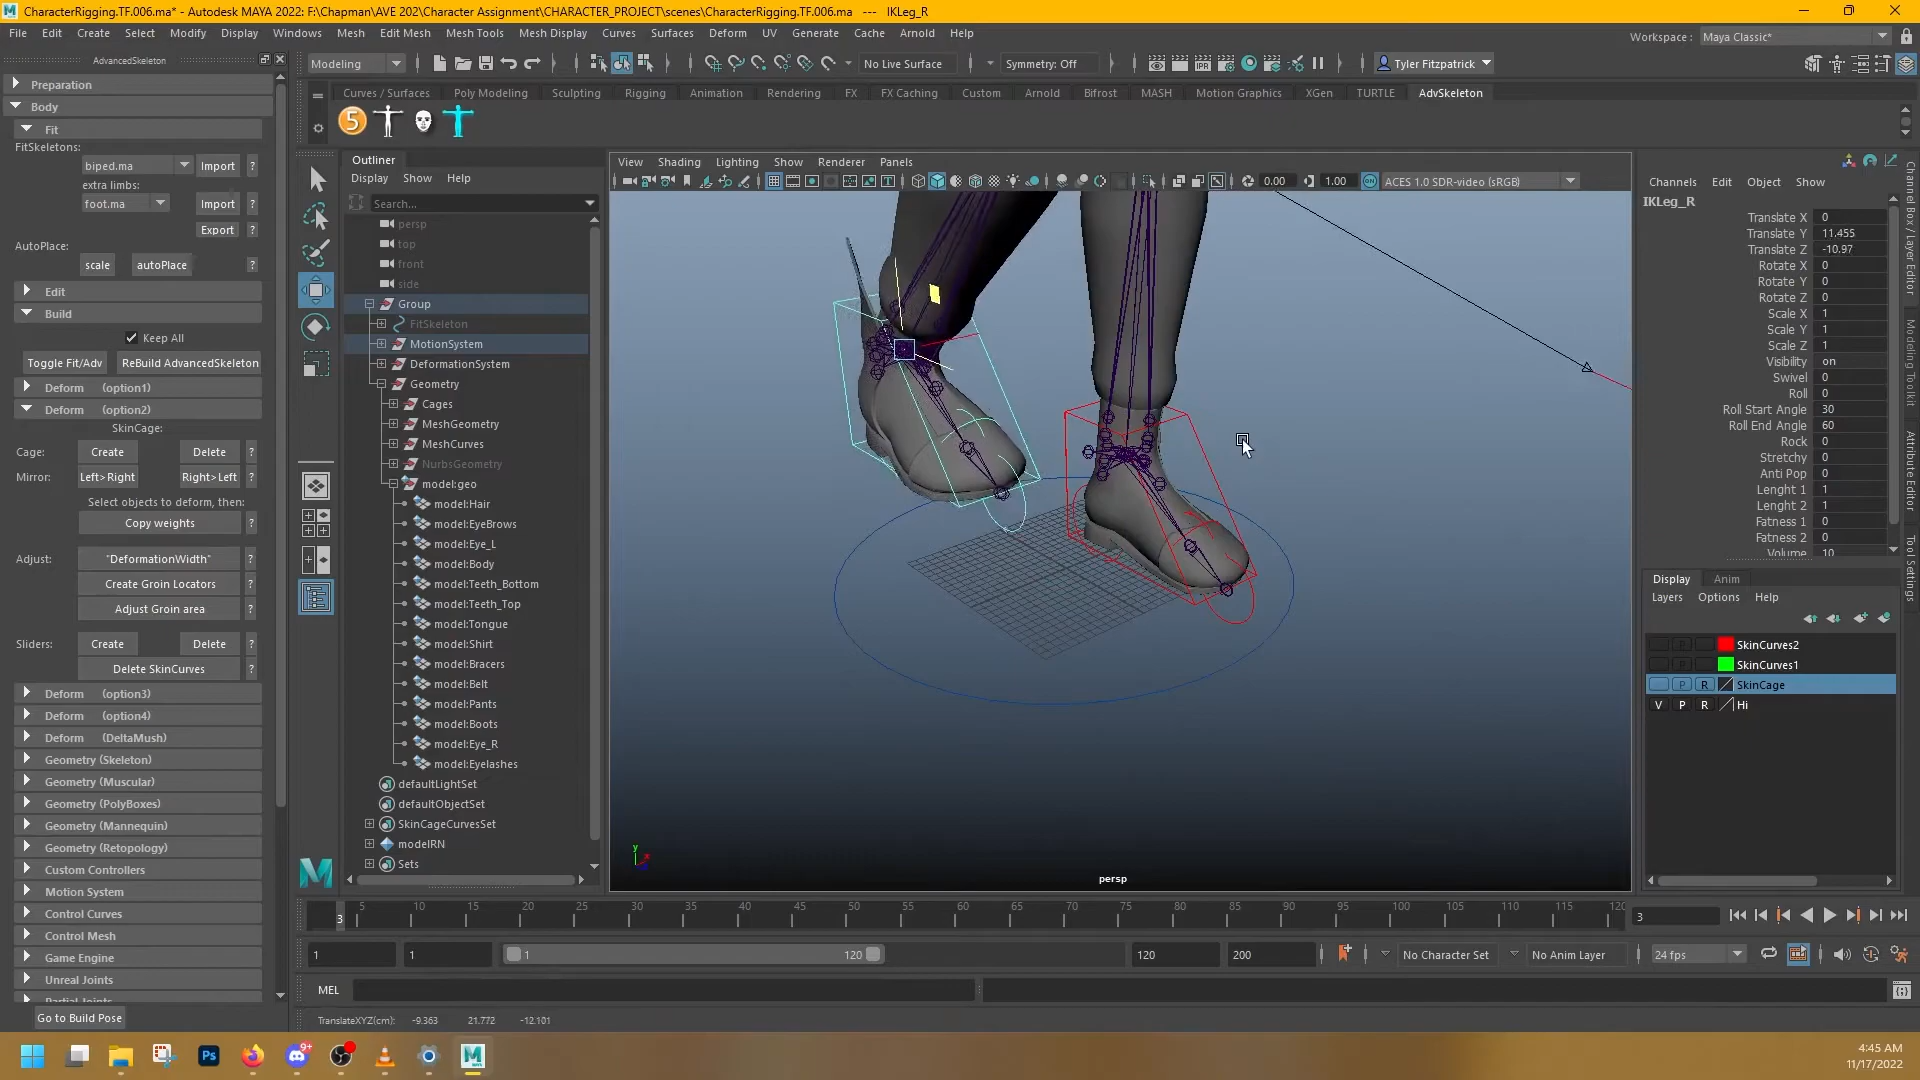 CharacterRigging.TF.006.ma* - Autodesk MAYA 2022: F:\Chapman\AVE 202\Character Assignment\CHARACTER_PROJECT\scenes\CharacterRigging.TF.006.ma --- IKLeg_R
File Edit Create Select Modify Display Windows Mesh Edit Mesh Mesh Tools Mesh Display Curves Surfaces Deform UV Generate Cache Arnold Help
Workspace : Maya Classic*
Modeling No Live Surface Symmetry: Off Tyler Fitzpatrick
AdvancedSkeleton
Preparation
Body
Fit
FitSkeletons:
biped.ma Import ?
extra limbs:
foot.ma Import ?
Export ?
AutoPlace:
scale autoPlace ?
Edit
Build
Keep All
Toggle Fit/Adv ReBuild AdvancedSkeleton
Deform (option1)
Deform (option2)
SkinCage:
Cage: Create Delete ?
Mirror: Left>Right Right>Left ?
Select objects to deform, then:
Copy weights ?
Adjust: "DeformationWidth" ?
Create Groin Locators ?
Adjust Groin area ?
Sliders: Create Delete ?
Delete SkinCurves ?
Deform (option3)
Deform (option4)
Deform (DeltaMush)
Geometry (Skeleton)
Geometry (Muscular)
Geometry (PolyBoxes)
Geometry (Mannequin)
Geometry (Retopology)
Custom Controllers
Motion System
Control Curves
Control Mesh
Game Engine
Unreal Joints
Partial Joints
Go to Build Pose
Curves / Surfaces Poly Modeling Sculpting Rigging Animation Rendering FX FX Caching Custom Arnold Bifrost MASH Motion Graphics XGen TURTLE AdvSkeleton
5
Outliner
Display Show Help
Search...
persp
top
front
side
Group
FitSkeleton
MotionSystem
DeformationSystem
Geometry
Cages
MeshGeometry
MeshCurves
NurbsGeometry
model:geo
model:Hair
model:EyeBrows
model:Eye_L
model:Body
model:Teeth_Bottom
model:Teeth_Top
model:Tongue
model:Shirt
model:Bracers
model:Belt
model:Pants
model:Boots
model:Eye_R
model:Eyelashes
defaultLightSet
defaultObjectSet
SkinCageCurvesSet
modelRN
Sets
View Shading Lighting Show Renderer Panels
0.00 1.00 ON ACES 1.0 SDR-video (sRGB)
y
x
persp
Channels Edit Object Show
IKLeg_R
Translate X 0
Translate Y 11.455
Translate Z -10.97
Rotate X 0
Rotate Y 0
Rotate Z 0
Scale X 1
Scale Y 1
Scale Z 1
Visibility on
Swivel 0
Roll 0
Roll Start Angle 30
Roll End Angle 60
Rock 0
Stretchy 0
Anti Pop 0
Lenght 1 1
Lenght 2 1
Fatness 1 0
Fatness 2 0
Volume 10
Display Anim
Layers Options Help
P SkinCurves2
P SkinCurves1
P R SkinCage
V P R Hi
Channel Box / Layer Editor
Modeling Toolkit
Attribute Editor
Tool Settings
3 5 10 15 20 25 30 35 40 45 50 55 60 65 70 75 80 85 90 95 100 105 110 115 120
3
1 1 1 120 120 200 No Character Set No Anim Layer 24 fps
MEL
TranslateXYZ(cm): -9.363 21.772 -12.101
Ps 9+
4:45 AM
11/17/2022